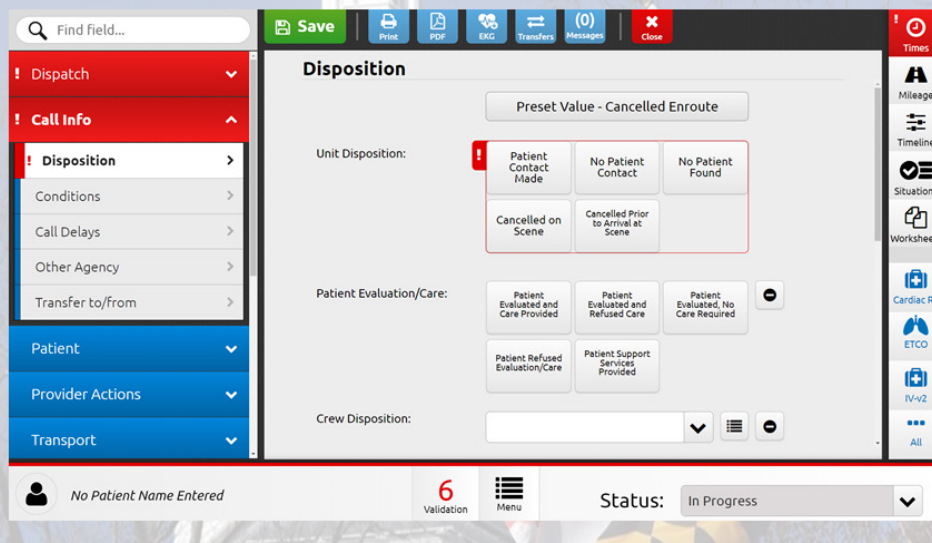 Find field...
Save
Print
PDF
EKG
Transfers
(0)
Messages
Close
! Dispatch
! Call Info
! Disposition
Conditions
Call Delays
Other Agency
Transfer to/from
Patient
Provider Actions
Transport
Disposition
Preset Value - Cancelled Enroute
Unit Disposition:
!
Patient
Contact
Made
No Patient
Contact
No Patient
Found
Cancelled on
Scene
Cancelled Prior
to Arrival at
Scene
Patient Evaluation/Care:
Patient
Evaluated and
Care Provided
Patient
Evaluated and
Refused Care
Patient
Evaluated, No
Care Required
Patient Refused
Evaluation/Care
Patient Support
Services
Provided
Crew Disposition:
!
Times
Mileage
Timeline
Situation
Workshee
Cardiac R
ETCO
IV-v2
All
No Patient Name Entered
6
Validation
Menu
Status:
In Progress